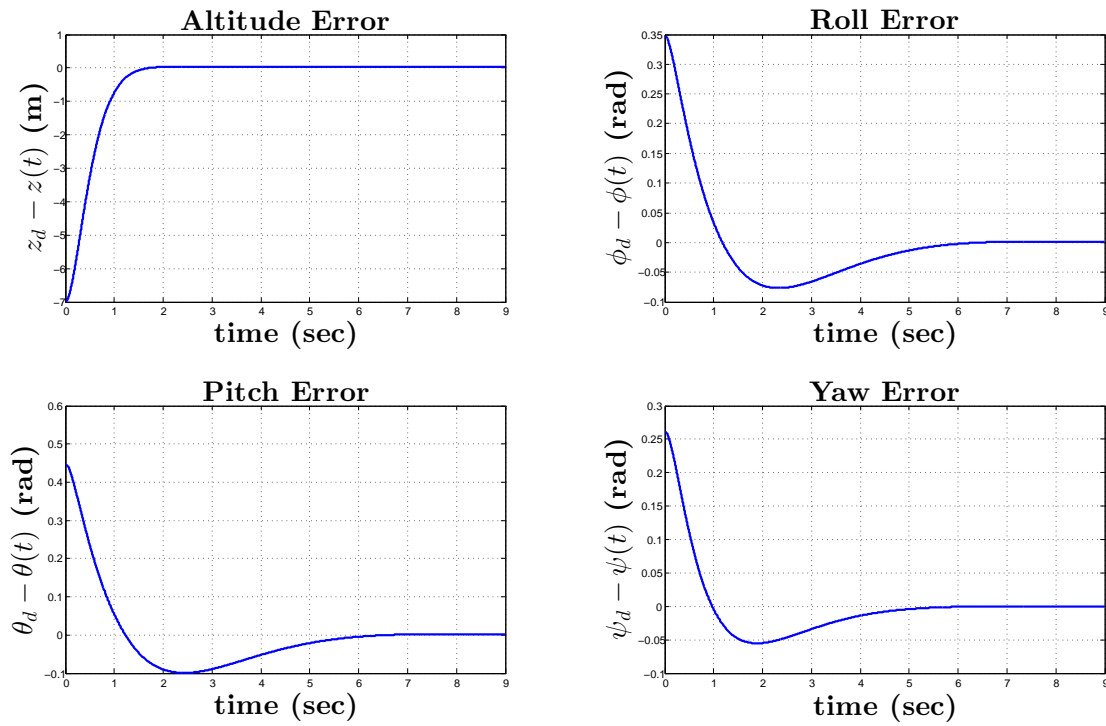 Altitude Error
z_d − z(t) (m)
1
0
−1
−2
−3
−4
−5
−6
−7
0 1 2 3 4 5 6 7 8 9
time (sec)
Roll Error
ϕ_d − ϕ(t) (rad)
0.35
0.3
0.25
0.2
0.15
0.1
0.05
0
−0.05
−0.1
0 1 2 3 4 5 6 7 8 9
time (sec)
Pitch Error
θ_d − θ(t) (rad)
0.6
0.5
0.4
0.3
0.2
0.1
0
−0.1
0 1 2 3 4 5 6 7 8 9
time (sec)
Yaw Error
ψ_d − ψ(t) (rad)
0.3
0.25
0.2
0.15
0.1
0.05
0
−0.05
−0.1
0 1 2 3 4 5 6 7 8 9
time (sec)